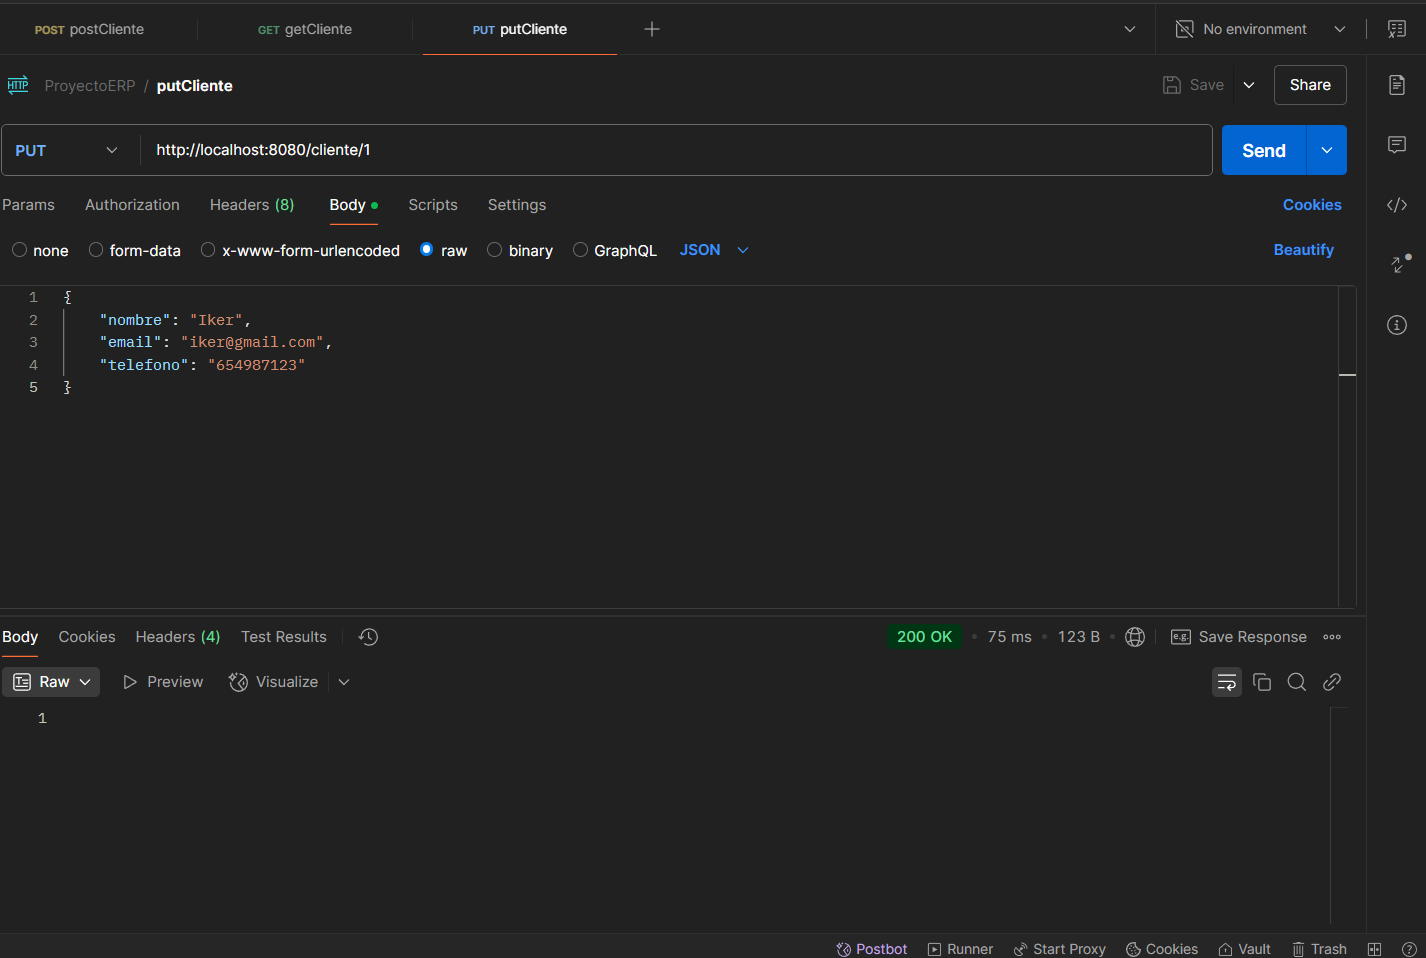 POST postCliente GET getCliente PUT putCliente No environment
HTTP ProyectoERP / putCliente Save Share
PUT http://localhost:8080/cliente/1 Send
Params Authorization Headers (8) Body Scripts Settings Cookies
none form-data x-www-form-urlencoded raw binary GraphQL JSON Beautify
1 {
2 "nombre": "Iker",
3 "email": "iker@gmail.com",
4 "telefono": "654987123"
5 }
Body Cookies Headers (4) Test Results 200 OK 75 ms 123 B e.g. Save Response
Raw Preview Visualize
1
Postbot Runner Start Proxy Cookies Vault Trash